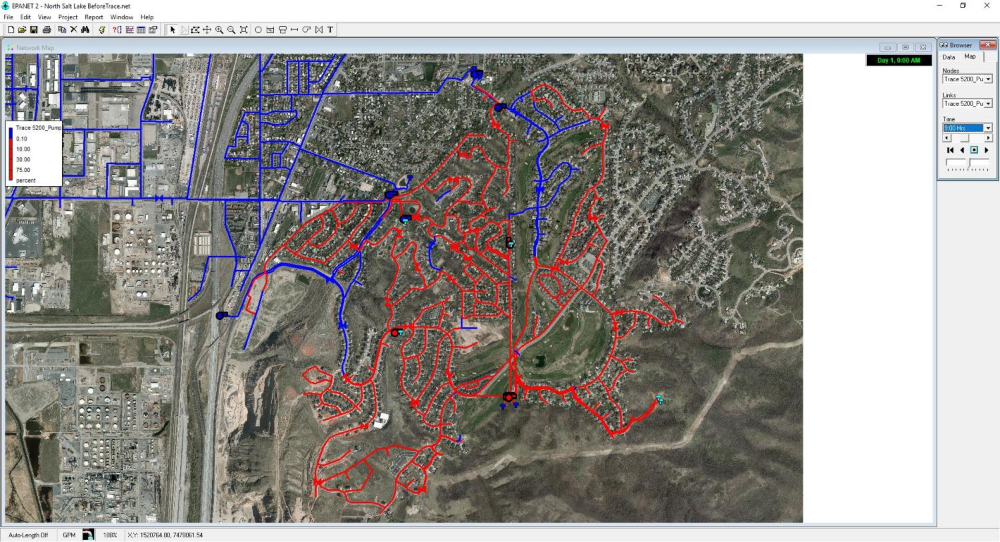 EPANET 2 - North Salt Lake BeforeTrace.net
File Edit View Project Report Window Help
T
Network Map
Browser
Data Map
Day 1, 9:00 AM
Nodes
Trace 5200_Pu
Links
Trace 5200_Pu
Time
9:00 Hrs
Trace 5200_Pump
0.10
10.00
30.00
75.00
percent
Auto-Length Off GPM 188% X,Y: 1520764.80, 7478061.54